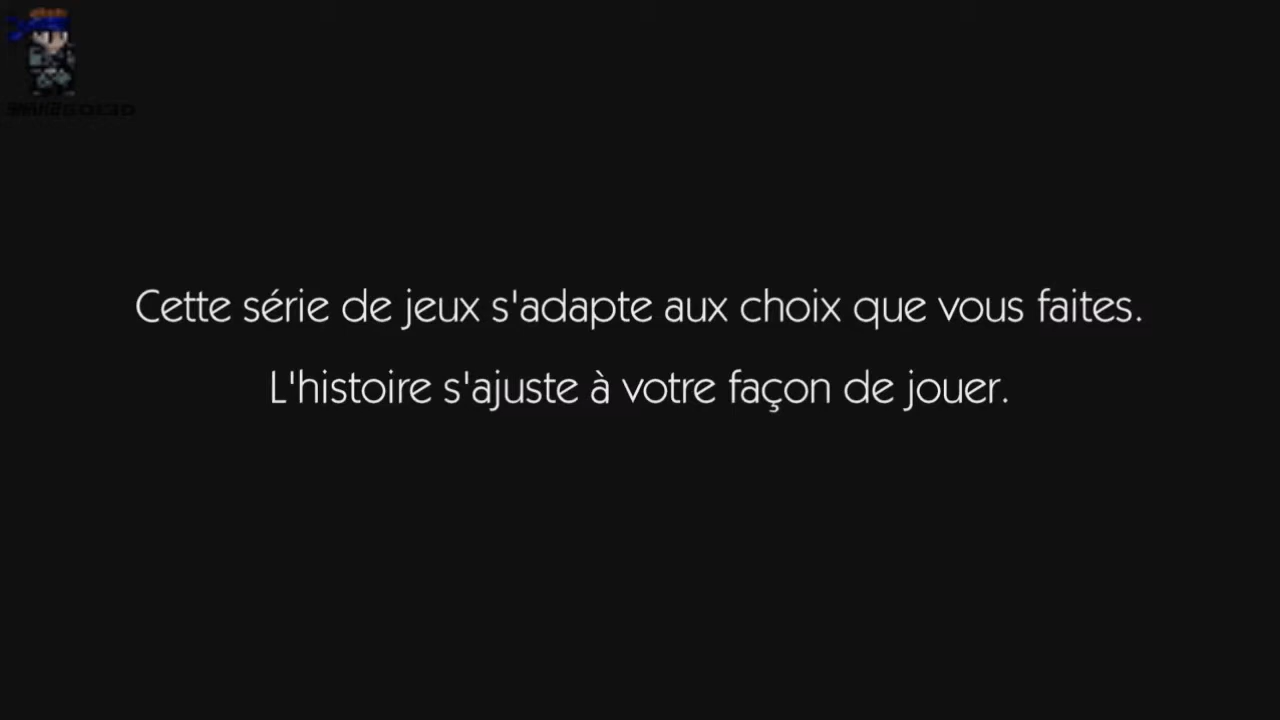 Cette série de jeux s'adapte aux choix que vous faites.
L'histoire s'ajuste à votre façon de jouer.